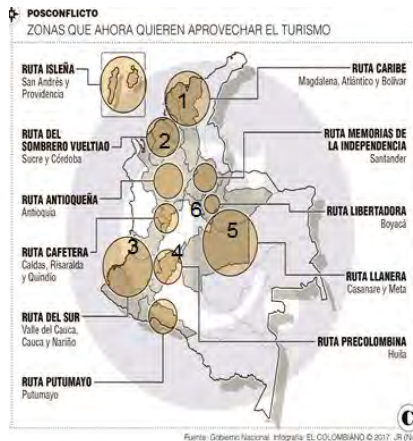 POSCONFLICTO
ZONAS QUE AHORA QUIEREN APROVECHAR EL TURISMO
RUTA ISLEÑA
San Andrés y
Providencia
RUTA DEL
SOMBRERO VUELTIAO
Sucre y Córdoba
RUTA ANTIOQUEÑA
Antioquia
RUTA CAFETERA
Caldas, Risaralda
y Quindío
RUTA DEL SUR
Valle del Cauca,
Cauca y Nariño
RUTA PUTUMAYO
Putumayo
1
2
3
4
5
6
RUTA CARIBE
Magdalena, Atlántico y Bolívar
RUTA MEMORIAS DE
LA INDEPENDENCIA
Santander
RUTA LIBERTADORA
Boyacá
RUTA LLANERA
Casanare y Meta
RUTA PRECOLOMBINA
Huila
C
Fuente: Gobierno Nacional. Infografía: EL COLOMBIANO © 2017. JR